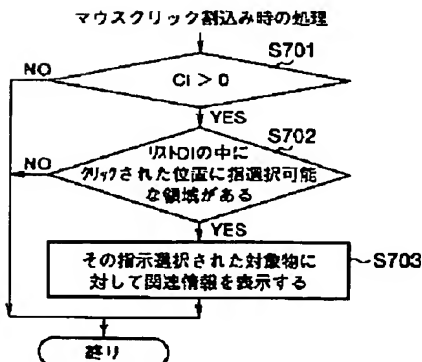 マウスクリック割込み時の処理
S701
NO
CI > 0
YES
S702
NO
リストDIの中に
クリックされた位置に指選択可能
な領域がある
YES
その指示選択された対象物に
対して関連情報を表示する
S703
終り